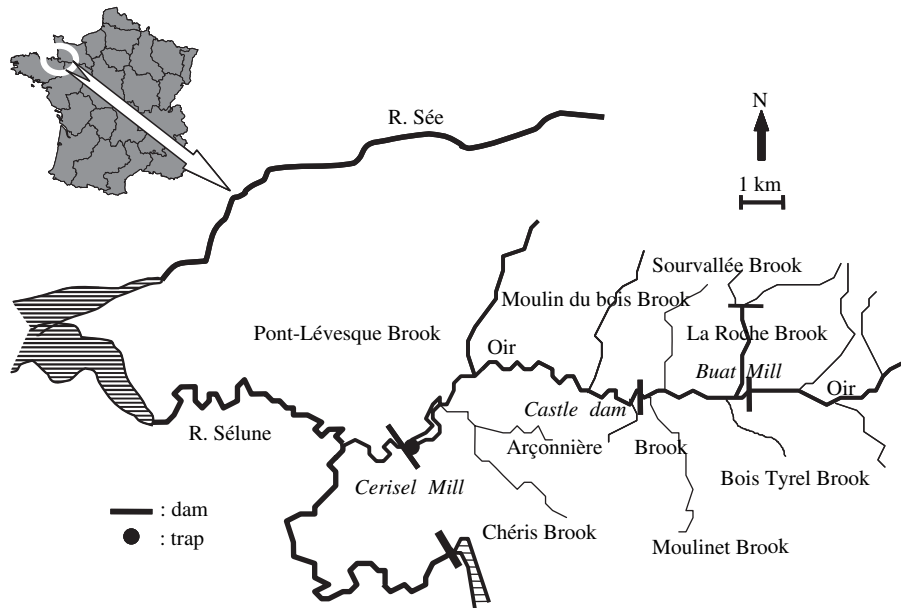 R. Sée
N
1 km
Sourvallée Brook
Moulin du bois Brook
Pont-Lévesque Brook
La Roche Brook
Oir
Buat Mill
Oir
Castle dam
R. Sélune
Arçonnière Brook
Cerisel Mill
Bois Tyrel Brook
: dam
Chéris Brook
: trap
Moulinet Brook